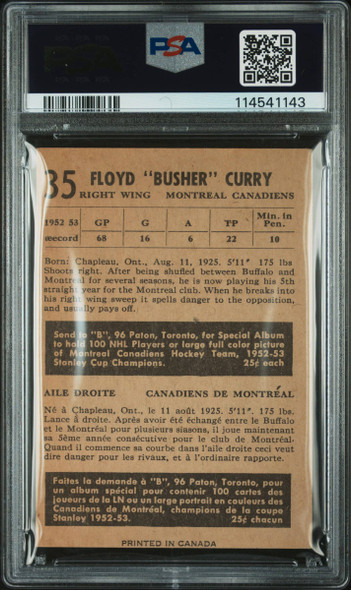 PSA
114541143
35 FLOYD "BUSHER" CURRY
RIGHT WING MONTREAL CANADIENS
1952 53 GP G A TP Min. in Pen.
Record 68 16 6 22 10
Born: Chapleau, Ont., Aug. 11, 1925. 5'11" 175 lbs
Shoots right. After being shufled between Buffalo and
Montreal for several seasons, he is now playing his 5th
straight year for the Montreal club. When he breaks into
his right wing sweep it spells danger to the opposition,
and usually pays off.
Send to "B", 96 Paton, Toronto, for Special Album
to hold 100 NHL Players or large full color picture
of Montreal Canadiens Hockey Team, 1952-53
Stanley Cup Champions. 25¢ each
AILE DROITE CANADIENS DE MONTRÉAL
Né à Chapleau, Ont., le 11 août 1925. 5'11". 175 lbs.
Lance à droite. Après avoir été échangé entre le Buffalo
et le Montréal pour plusieurs siasons, il joue maintenant
sa 5ème année consécutive pour le club de Montréal.
Quand il commence sa courbe dans l'aile droite ceci veut
dire danger pour les rivaux, et à l'ordinaire rapporte.
Faites la demande à "B", 96 Paton, Toronto, pour
un album spécial pour contenir 100 cartes des
joueurs de la LN ou un large portrait en couleurs des
Canadiens de Montréal, champions de la coupe
Stanley 1952-53. 25¢ chacun
PRINTED IN CANADA